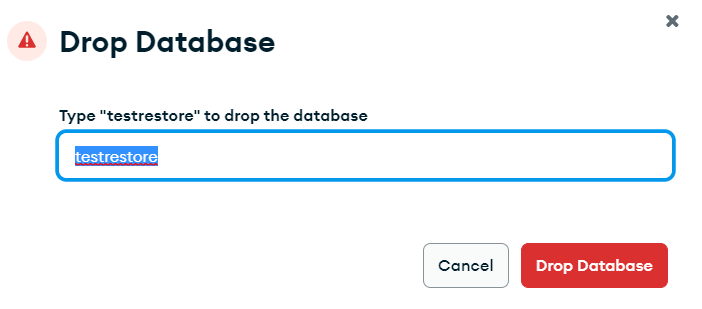 Drop Database
Type "testrestore" to drop the database
testrestore
Cancel
Drop Database